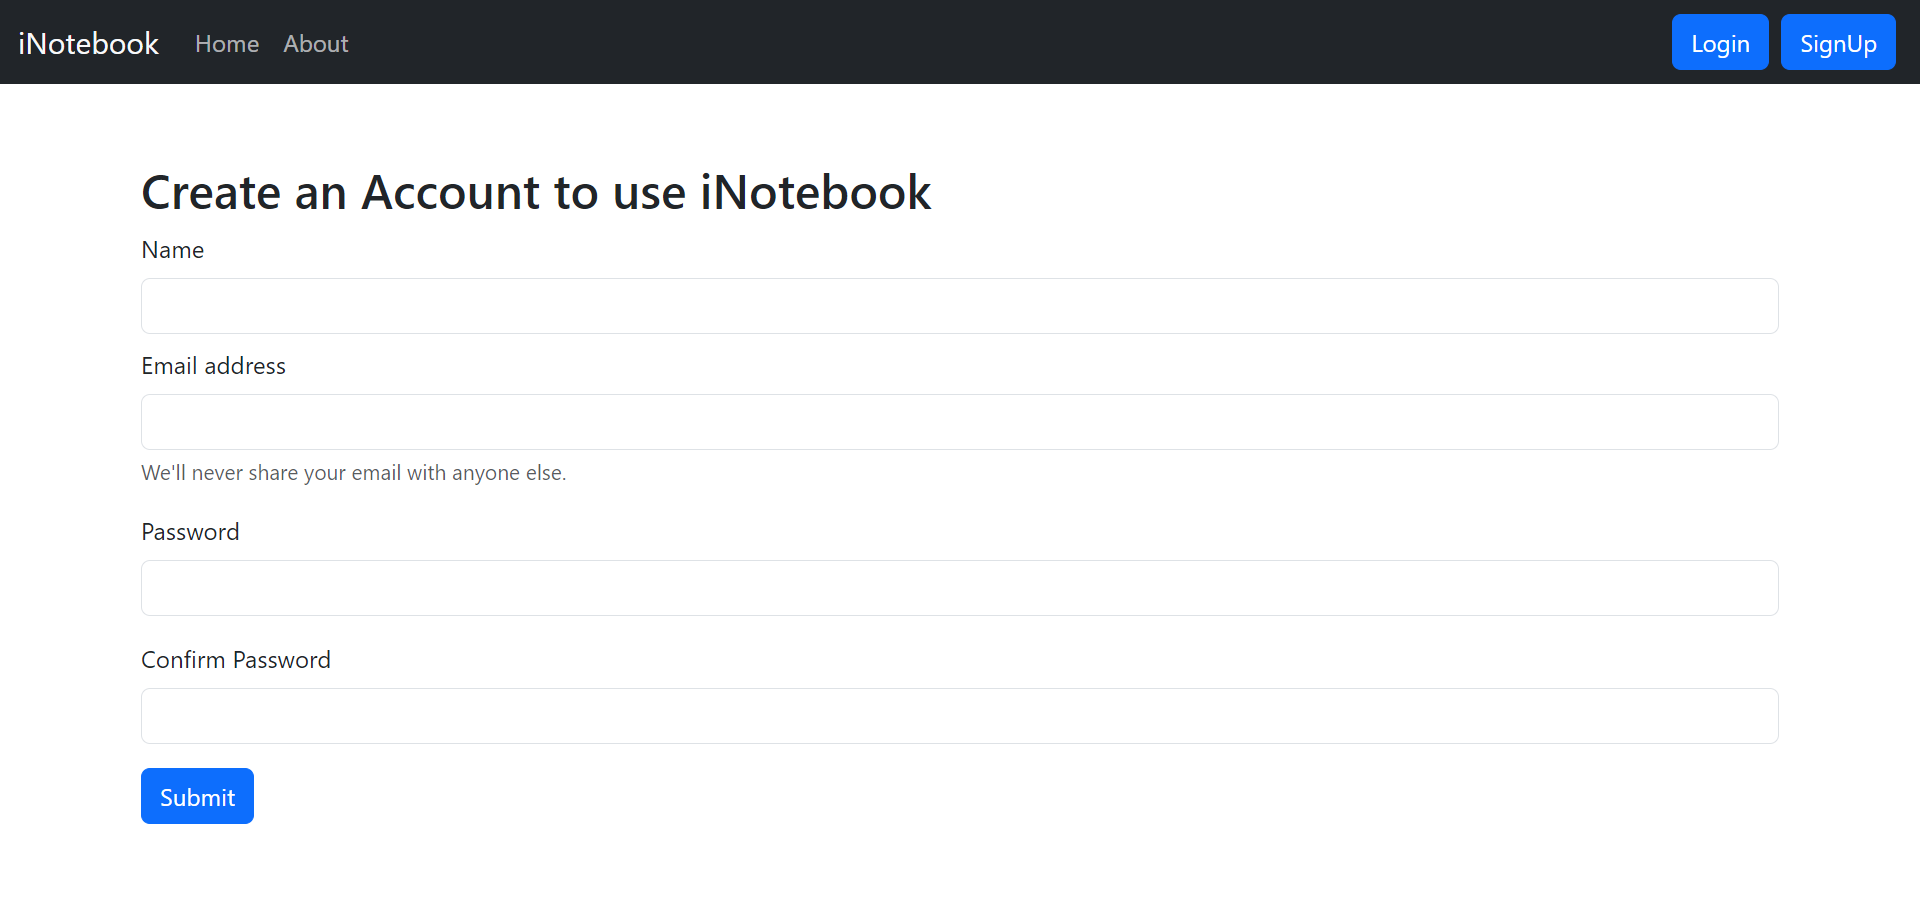 iNotebook Home About Login SignUp
Create an Account to use iNotebook
Name
Email address
We'll never share your email with anyone else.
Password
Confirm Password
Submit